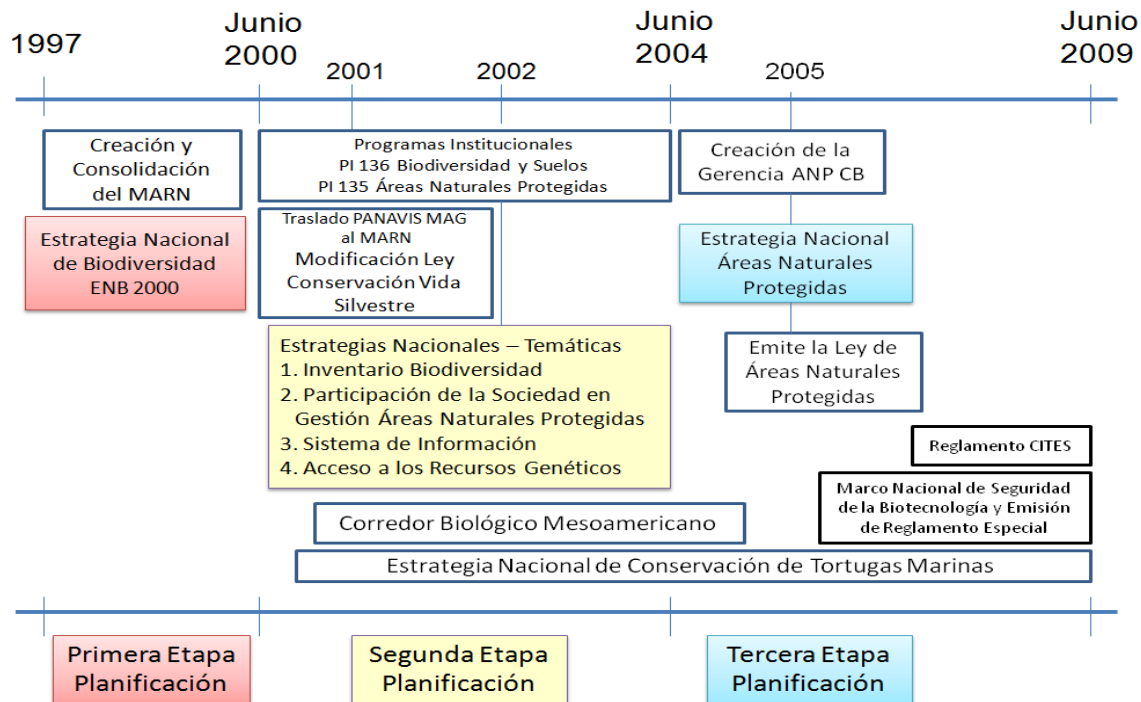 1997
Junio
2000
2001
2002
Junio
2004
2005
Junio
2009
Creación y
Consolidación
del MARN
Programas Institucionales
PI 136 Biodiversidad y Suelos
PI 135 Áreas Naturales Protegidas
Creación de la
Gerencia ANP CB
Estrategia Nacional
de Biodiversidad
ENB 2000
Traslado PANAVIS MAG
al MARN
Modificación Ley
Conservación Vida
Silvestre
Estrategia Nacional
Áreas Naturales
Protegidas
Estrategias Nacionales – Temáticas
1. Inventario Biodiversidad
2. Participación de la Sociedad en
Gestión Áreas Naturales Protegidas
3. Sistema de Información
4. Acceso a los Recursos Genéticos
Emite la Ley de
Áreas Naturales
Protegidas
Reglamento CITES
Marco Nacional de Seguridad
de la Biotecnología y Emisión
de Reglamento Especial
Corredor Biológico Mesoamericano
Estrategia Nacional de Conservación de Tortugas Marinas
Primera Etapa
Planificación
Segunda Etapa
Planificación
Tercera Etapa
Planificación